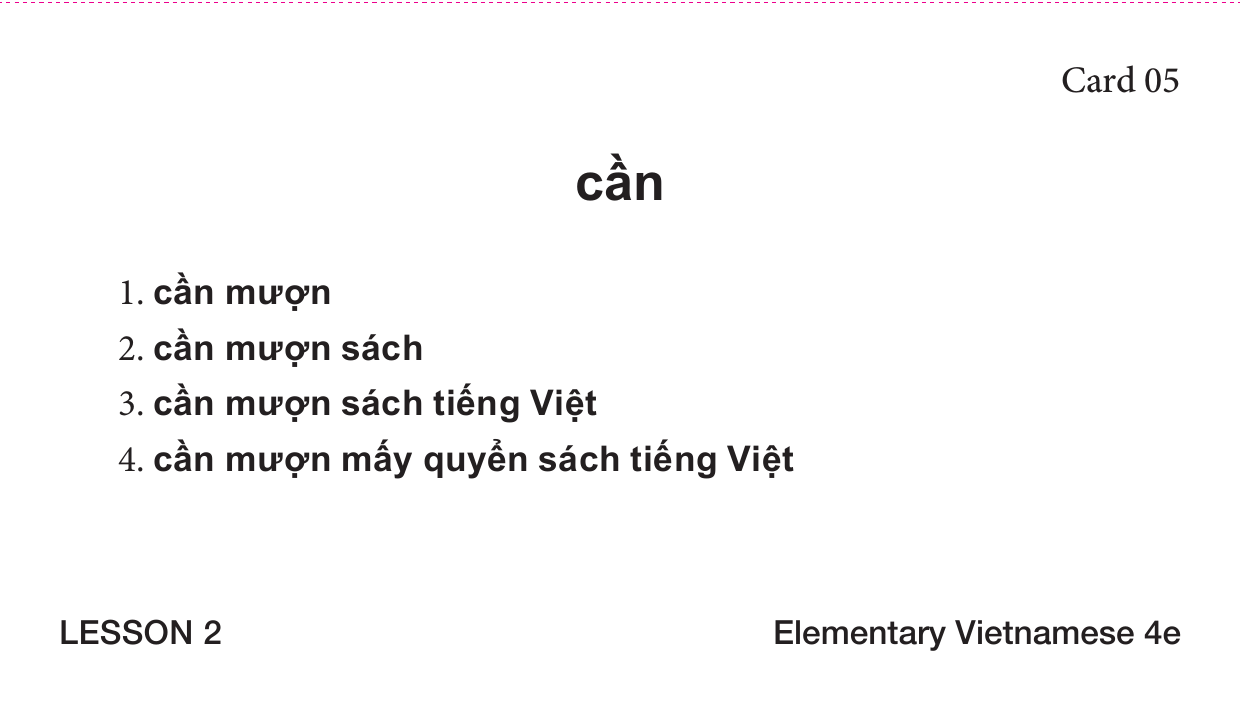 Card 05
cần
1. cần mượn
2. cần mượn sách
3. cần mượn sách tiếng Việt
4. cần mượn mấy quyển sách tiếng Việt
LESSON 2
Elementary Vietnamese 4e